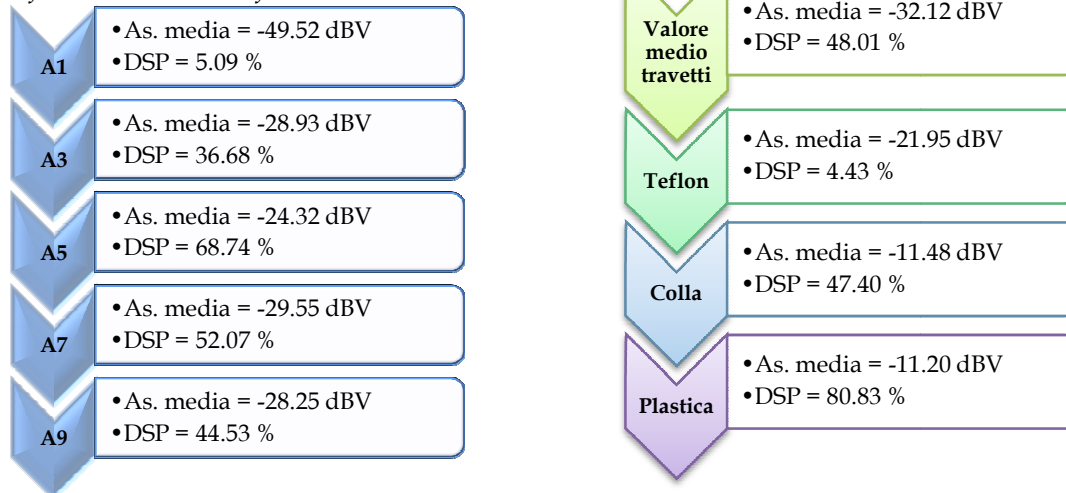 A1
•As. media = -49.52 dBV
•DSP = 5.09 %
A3
•As. media = -28.93 dBV
•DSP = 36.68 %
A5
•As. media = -24.32 dBV
•DSP = 68.74 %
A7
•As. media = -29.55 dBV
•DSP = 52.07 %
A9
•As. media = -28.25 dBV
•DSP = 44.53 %
Valore
medio
travetti
•As. media = -32.12 dBV
•DSP = 48.01 %
Teflon
•As. media = -21.95 dBV
•DSP = 4.43 %
Colla
•As. media = -11.48 dBV
•DSP = 47.40 %
Plastica
•As. media = -11.20 dBV
•DSP = 80.83 %